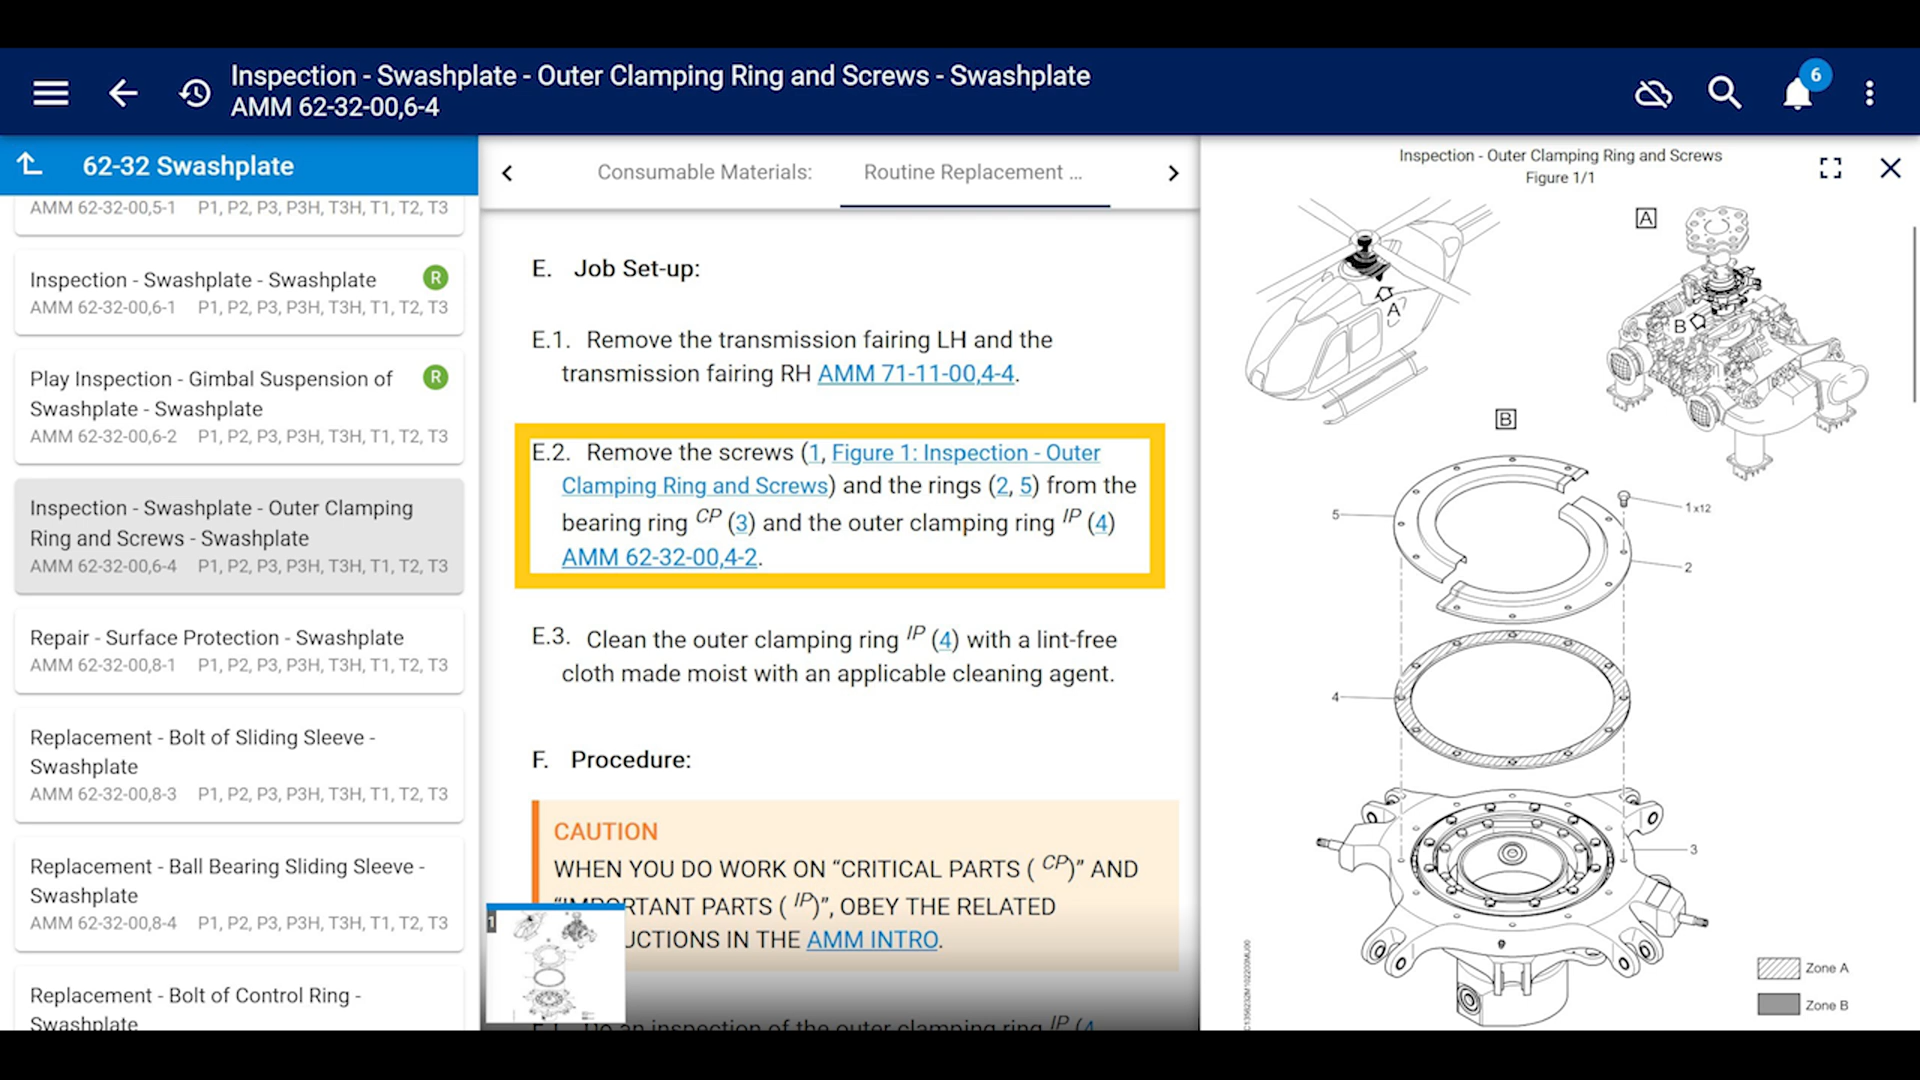 Inspection - Swashplate - Outer Clamping Ring and Screws - Swashplate
AMM 62-32-00,6-4
6
62-32 Swashplate
AMM 62-32-00,5-1 P1, P2, P3, P3H, T3H, T1, T2, T3
Inspection - Swashplate - Swashplate
R
AMM 62-32-00,6-1 P1, P2, P3, P3H, T3H, T1, T2, T3
Play Inspection - Gimbal Suspension of
R
Swashplate - Swashplate
AMM 62-32-00,6-2 P1, P2, P3, P3H, T3H, T1, T2, T3
Inspection - Swashplate - Outer Clamping
Ring and Screws - Swashplate
AMM 62-32-00,6-4 P1, P2, P3, P3H, T3H, T1, T2, T3
Repair - Surface Protection - Swashplate
AMM 62-32-00,8-1 P1, P2, P3, P3H, T3H, T1, T2, T3
Replacement - Bolt of Sliding Sleeve -
Swashplate
AMM 62-32-00,8-3 P1, P2, P3, P3H, T3H, T1, T2, T3
Replacement - Ball Bearing Sliding Sleeve -
Swashplate
AMM 62-32-00,8-4 P1, P2, P3, P3H, T3H, T1, T2, T3
Replacement - Bolt of Control Ring -
Swashplate
Consumable Materials:
Routine Replacement ...
E. Job Set-up:
E.1. Remove the transmission fairing LH and the
transmission fairing RH AMM 71-11-00,4-4.
E.2. Remove the screws (1, Figure 1: Inspection - Outer
Clamping Ring and Screws) and the rings (2, 5) from the
bearing ring CP (3) and the outer clamping ring IP (4)
AMM 62-32-00,4-2.
E.3. Clean the outer clamping ring IP (4) with a lint-free
cloth made moist with an applicable cleaning agent.
F. Procedure:
CAUTION
WHEN YOU DO WORK ON “CRITICAL PARTS ( CP)” AND
“IMPORTANT PARTS ( IP)”, OBEY THE RELATED
UCTIONS IN THE AMM INTRO.
1
Do an inspection of the outer clamping ring IP (4
Inspection - Outer Clamping Ring and Screws
Figure 1/1
A
A
B
B
1 x12
5
2
4
3
Zone A
Zone B